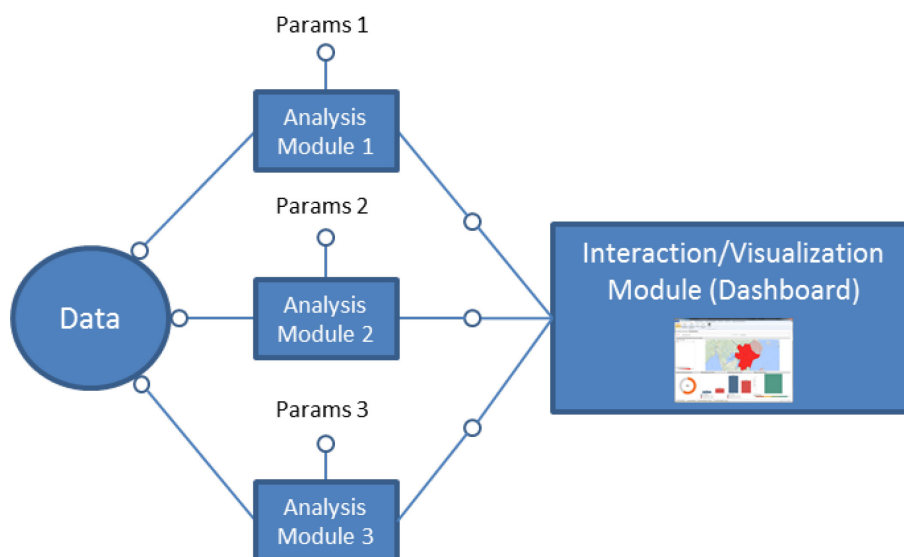 Params 1
Analysis
Module 1
Params 2
Data
Analysis
Module 2
Interaction/Visualization
Module (Dashboard)
Params 3
Analysis
Module 3